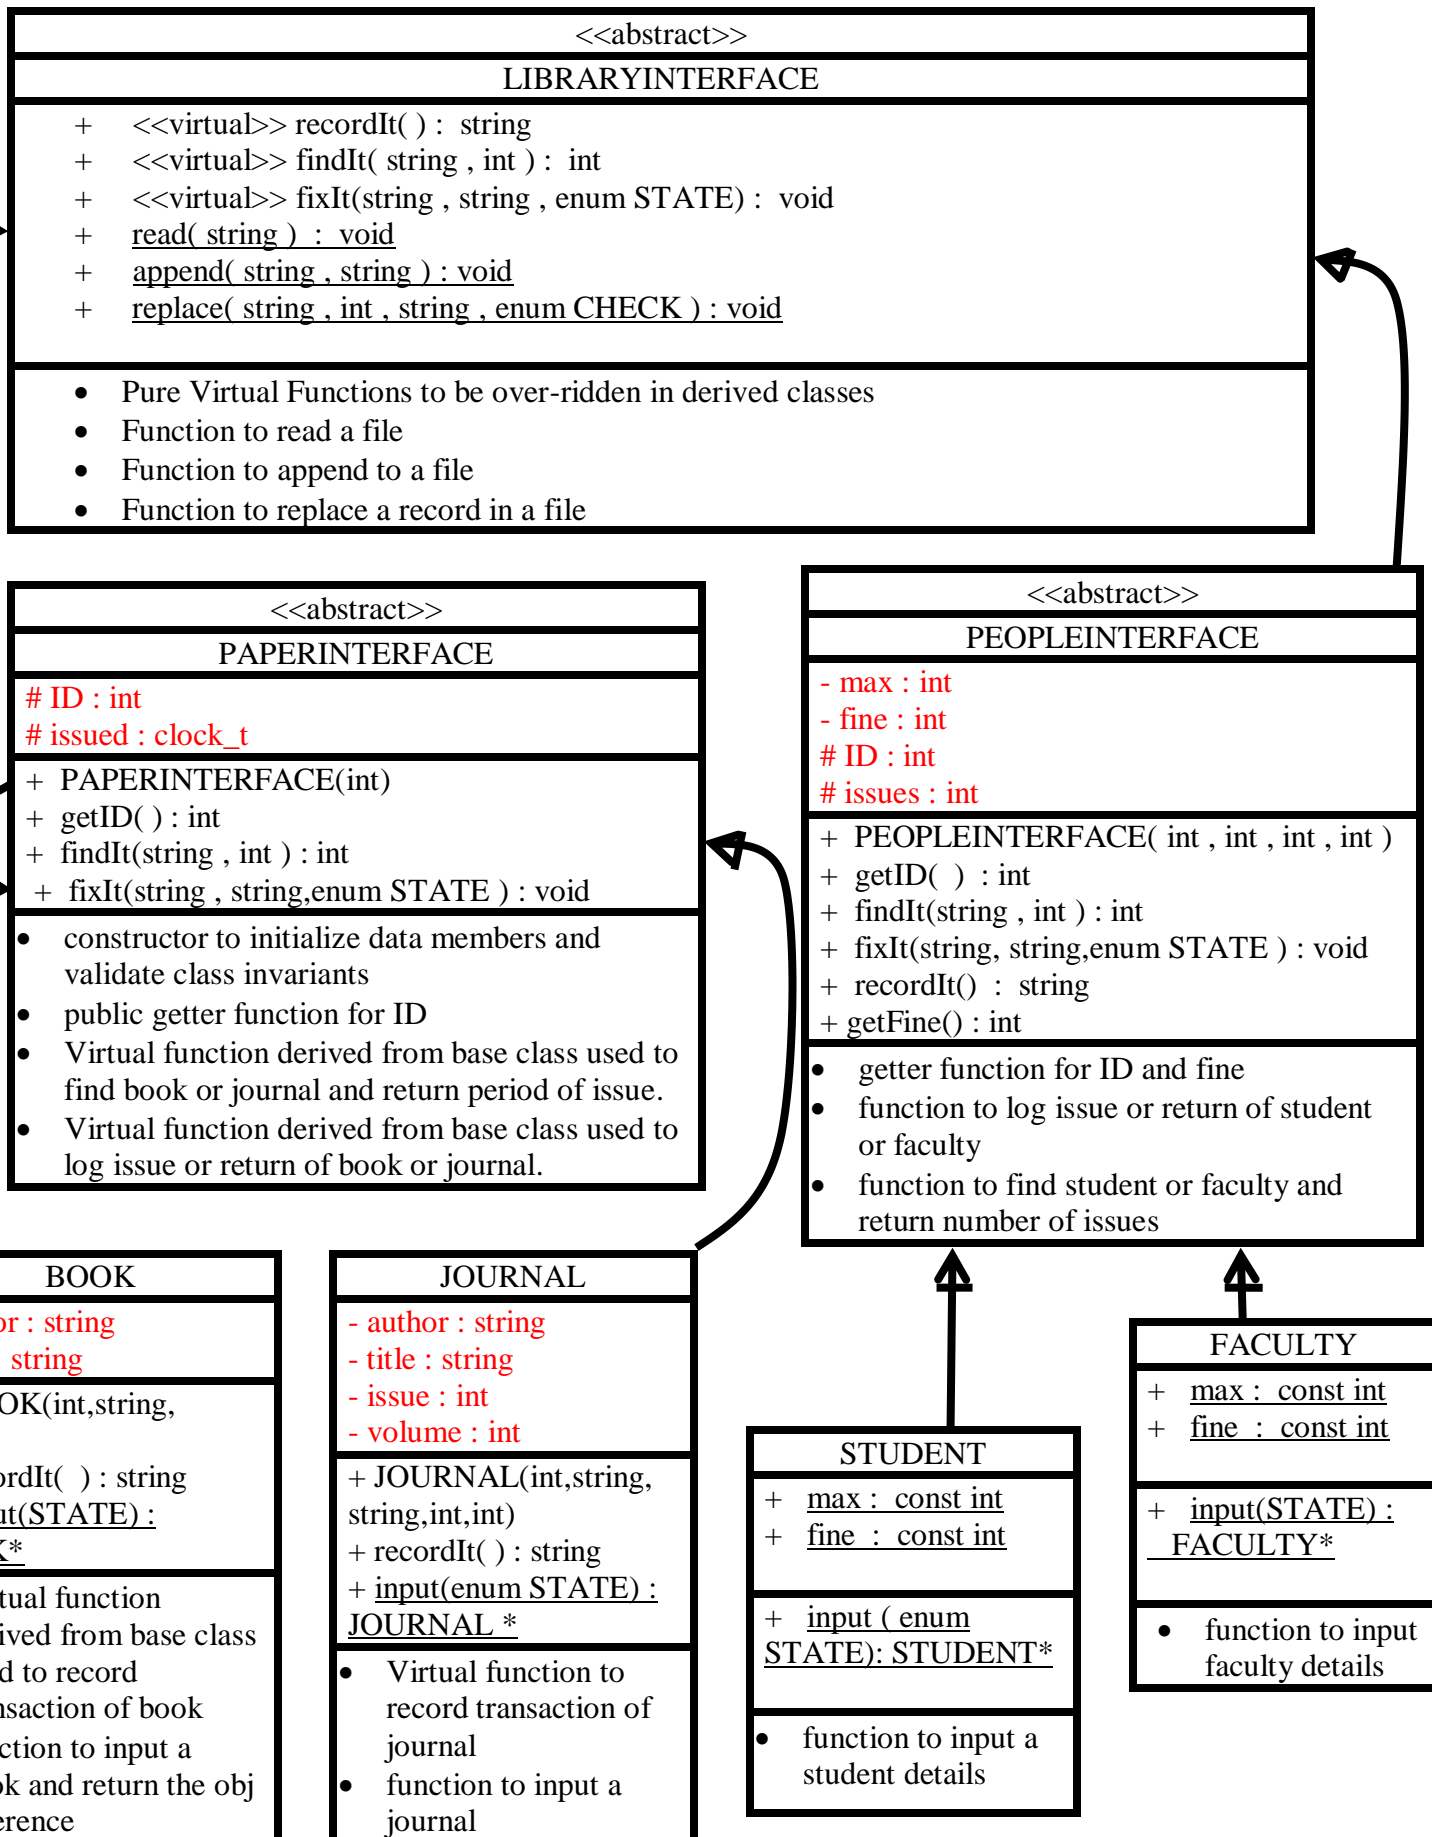 <<abstract>>
LIBRARYINTERFACE
+ <<virtual>> recordIt( ) : string
+ <<virtual>> findIt( string , int ) : int
+ <<virtual>> fixIt(string , string , enum STATE) : void
+ read( string ) : void
+ append( string , string ) : void
+ replace( string , int , string , enum CHECK ) : void
• Pure Virtual Functions to be over-ridden in derived classes
• Function to read a file
• Function to append to a file
• Function to replace a record in a file
<<abstract>>
PAPERINTERFACE
# ID : int
# issued : clock_t
+ PAPERINTERFACE(int)
+ getID( ) : int
+ findIt(string , int ) : int
+ fixIt(string , string,enum STATE ) : void
• constructor to initialize data members and
validate class invariants
• public getter function for ID
• Virtual function derived from base class used to
find book or journal and return period of issue.
• Virtual function derived from base class used to
log issue or return of book or journal.
<<abstract>>
PEOPLEINTERFACE
- max : int
- fine : int
# ID : int
# issues : int
+ PEOPLEINTERFACE( int , int , int , int )
+ getID( ) : int
+ findIt(string , int ) : int
+ fixIt(string, string,enum STATE ) : void
+ recordIt() : string
+ getFine() : int
• getter function for ID and fine
• function to log issue or return of student
or faculty
• function to find student or faculty and
return number of issues
BOOK
or : string
: string
OK(int,string,
ordIt( ) : string
ut(STATE) :
K*
tual function
ived from base class
d to record
nsaction of book
ction to input a
ok and return the obj
erence
JOURNAL
- author : string
- title : string
- issue : int
- volume : int
+ JOURNAL(int,string,
string,int,int)
+ recordIt( ) : string
+ input(enum STATE) :
JOURNAL *
• Virtual function to
record transaction of
journal
• function to input a
journal
STUDENT
+ max : const int
+ fine : const int
+ input ( enum
STATE): STUDENT*
• function to input a
student details
FACULTY
+ max : const int
+ fine : const int
+ input(STATE) :
FACULTY*
• function to input
faculty details